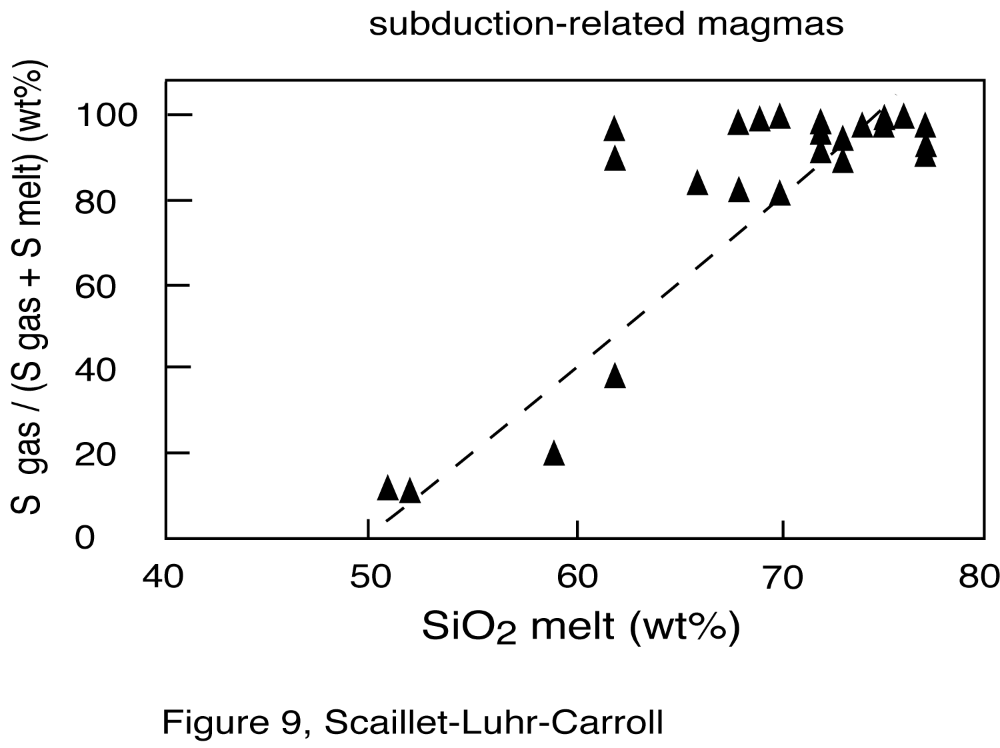 subduction-related magmas
S gas / (S gas + S melt) (wt%)
100
80
60
40
20
0
40 50 60 70 80
SiO2 melt (wt%)
Figure 9, Scaillet-Luhr-Carroll